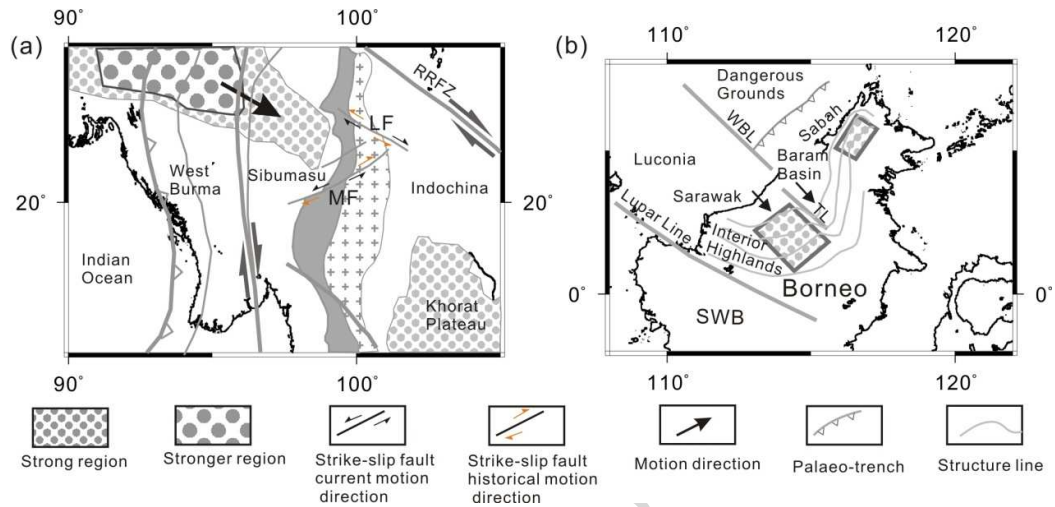 (a)
90°
100°
RRFZ
LF
West
Burma
Sibumasu
Indochina
20°
MF
Indian
Ocean
Khorat
Plateau
90°
100°
(b)
110°
120°
Dangerous
Grounds
WBL
Sabah
Luconia
Baram
Basin
Sarawak
TL
20°
Lupar Line
Interior
Highlands
Borneo
0°
0°
SWB
110°
120°
Strong region
Stronger region
Strike-slip fault
current motion
direction
Strike-slip fault
historical motion
direction
Motion direction
Palaeo-trench
Structure line